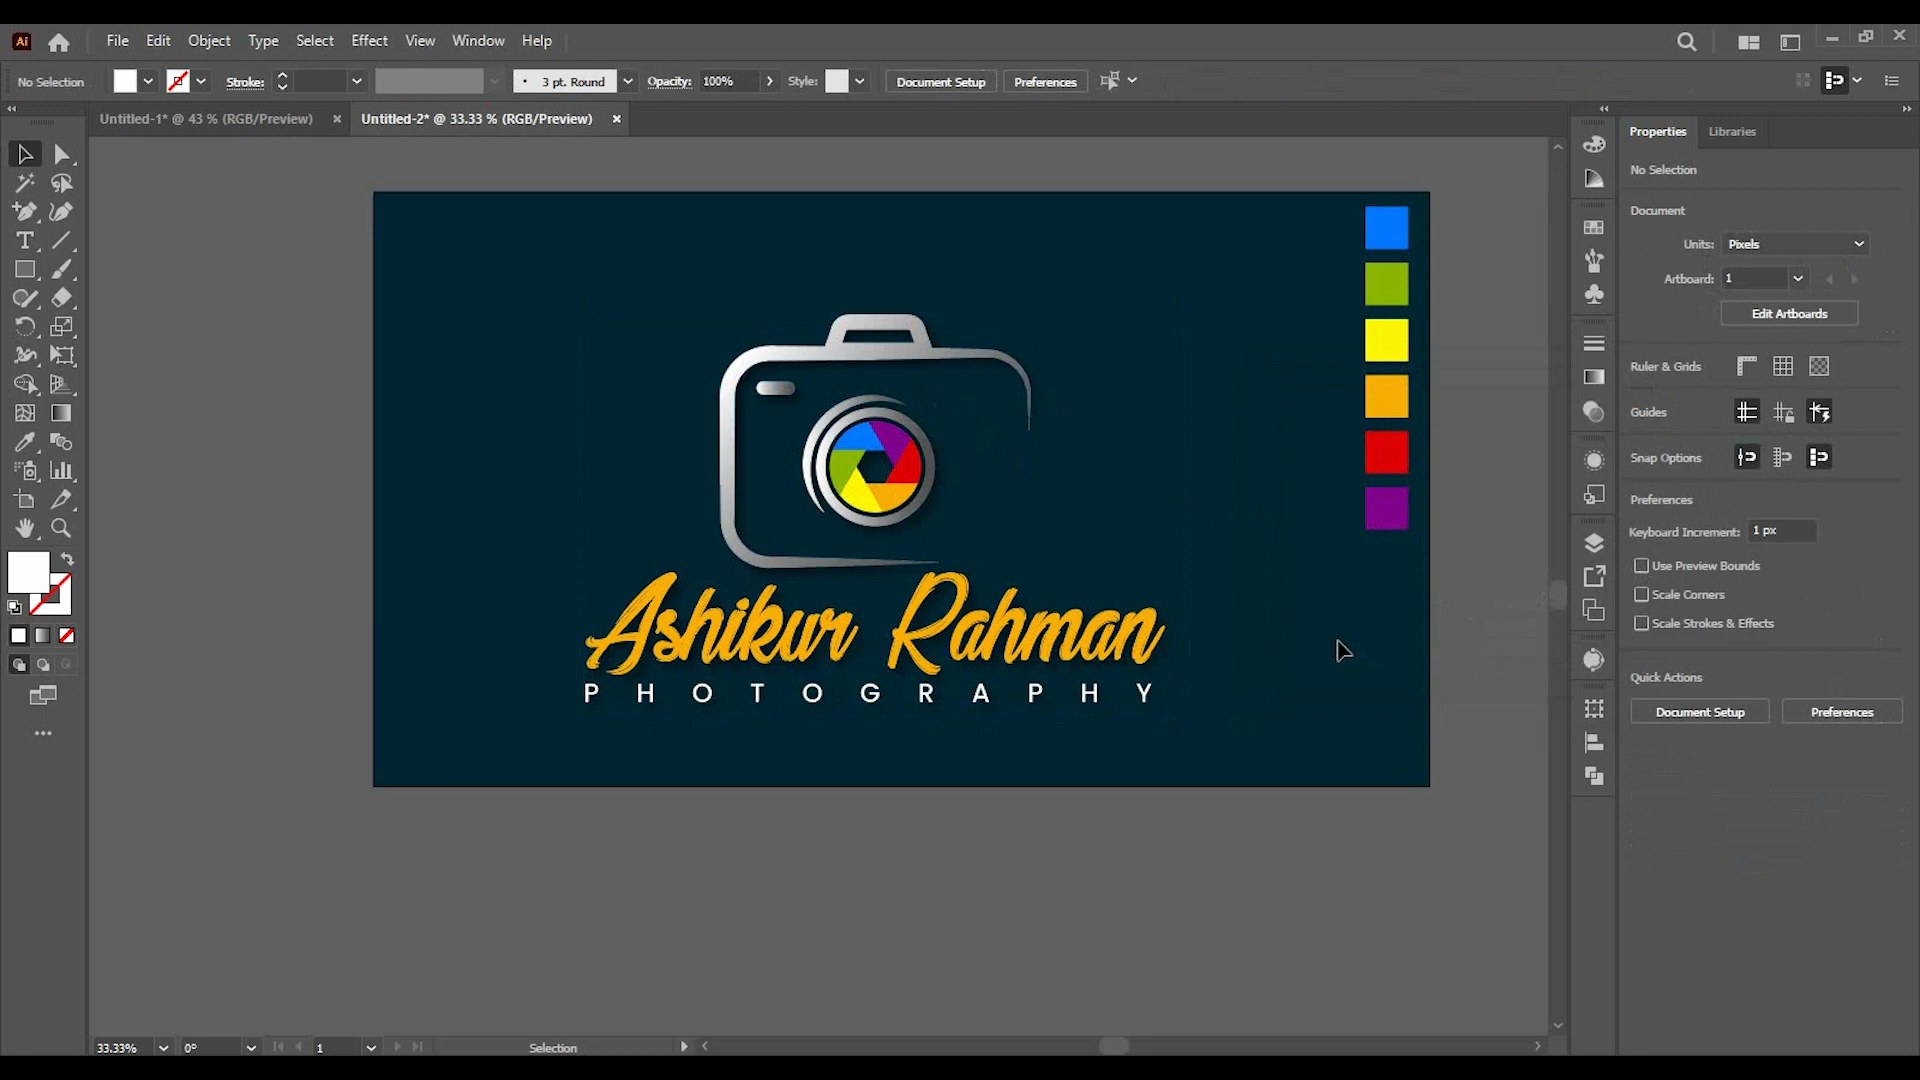 Ai File Edit Object Type Select Effect View Window Help
No Selection Stroke: 3 pt. Round Opacity: 100% Style: Document Setup Preferences
Untitled-1* @ 43 % (RGB/Preview) Untitled-2* @ 33.33 % (RGB/Preview)
Properties Libraries
No Selection
Document
Units: Pixels
Artboard: 1
Edit Artboards
Ruler & Grids
Guides
Snap Options
Preferences
Keyboard Increment: 1 px
Use Preview Bounds
Scale Corners
Scale Strokes & Effects
Quick Actions
Document Setup Preferences
Ashikur Rahman
PHOTOGRAPHY
33.33% 0° 1 Selection